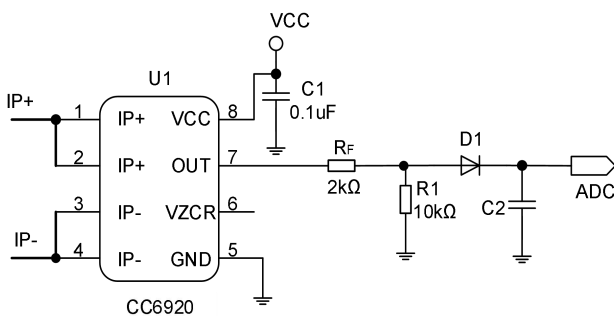 VCC
U1
C1
0.1uF
IP+
1
IP+
VCC
8
2
IP+
OUT
7
RF
2kΩ
D1
ADC
R1
10kΩ
C2
3
IP-
VZCR
6
IP-
4
IP-
GND
5
CC6920